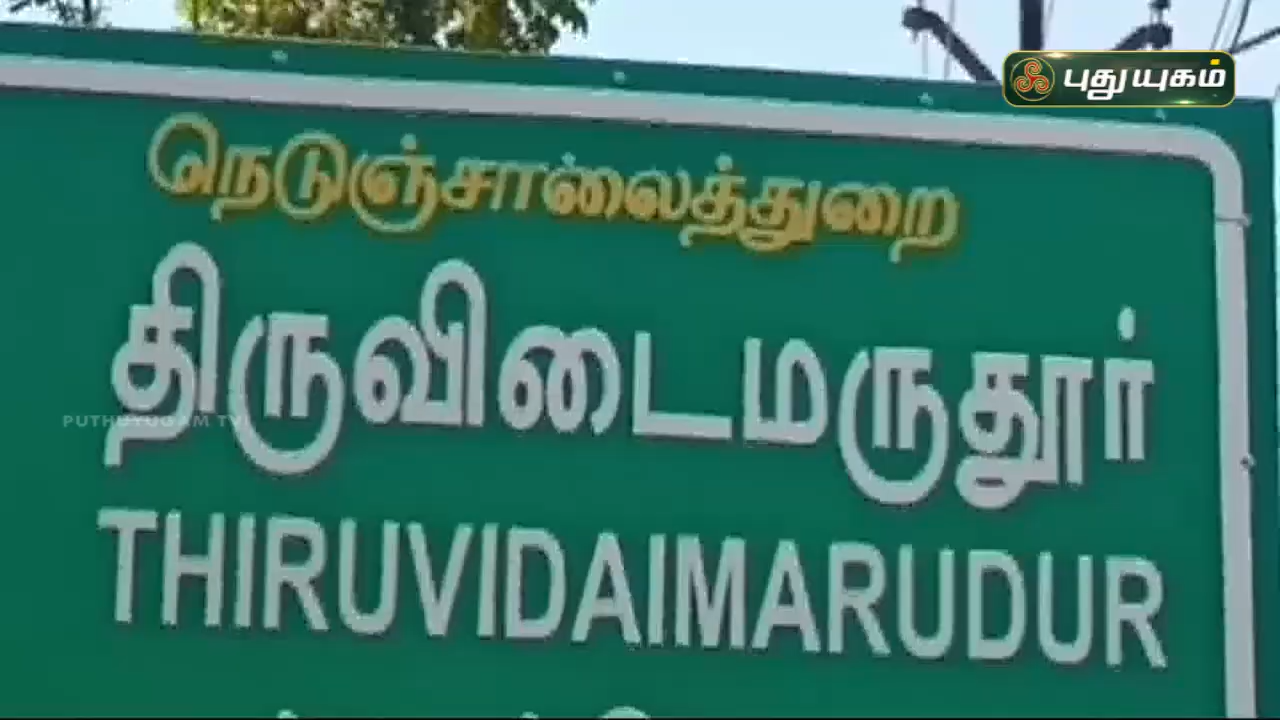 புதுயுகம்
நெடுஞ்சாலைத்துறை
திருவிடைமருதூர்
PUTHUYUGAM TV
THIRUVIDAIMARUDUR